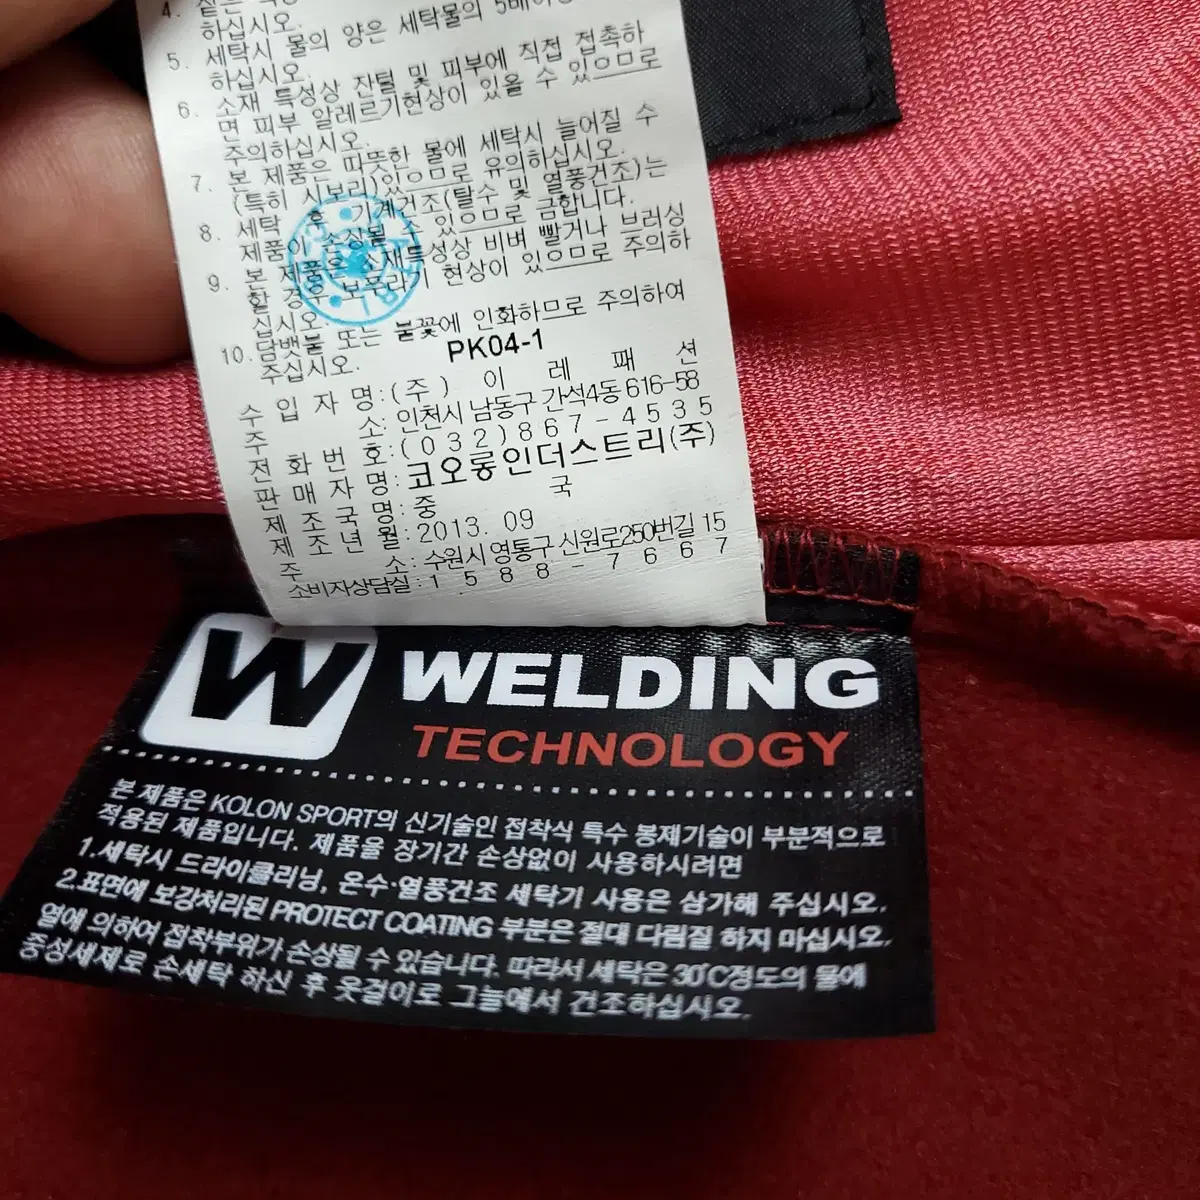 4.
하십시오.
5. 세탁시 물의 양은 세탁물의 5배이상
하십시오.
6. 소재 특성상 잔털 및 피부에 직접 접촉하
면 피부 알레르기현상이 있을 수 있으므로
주의하십시오.
7. 본 제품은 따뜻한 물에 세탁시 늘어질 수
(특히 시보리)있으므로 유의하십시오.
8. 세탁 후 기계건조(탈수 및 열풍건조)는
제품이 손상될 수 있으므로 금합니다.
9. 본 제품은 소재특성상 비벼 빨거나 브러싱
할 경우 보푸라기 현상이 있으므로 주의하
십시오.
10. 담뱃불 또는 불꽃에 인화하므로 주의하여
주십시오.
PK04-1
수 입 자 명:(주) 이 레 패 션
주 소: 인천시 남동구 간석4동 616-58
전 화 번 호:(032)867-4535
판 매 자 명:코오롱인더스트리(주)
제 조 국 명: 중 국
제 조 년 월: 2013. 09
주 소: 수원시 영통구 신원로250번길 15
소비자상담실:1588-7667
W WELDING
TECHNOLOGY
본 제품은 KOLON SPORT의 신기술인 접착식 특수 봉제기술이 부분적으로
적용된 제품입니다. 제품을 장기간 손상없이 사용하시려면
1.세탁시 드라이클리닝, 온수·열풍건조 세탁기 사용은 삼가해 주십시오.
2.표면에 보강처리된 PROTECT COATING 부분은 절대 다림질 하지 마십시오.
열에 의하여 접착부위가 손상될 수 있습니다. 따라서 세탁은 30℃정도의 물에
중성세제로 손세탁 하신 후 옷걸이로 그늘에서 건조하십시오.